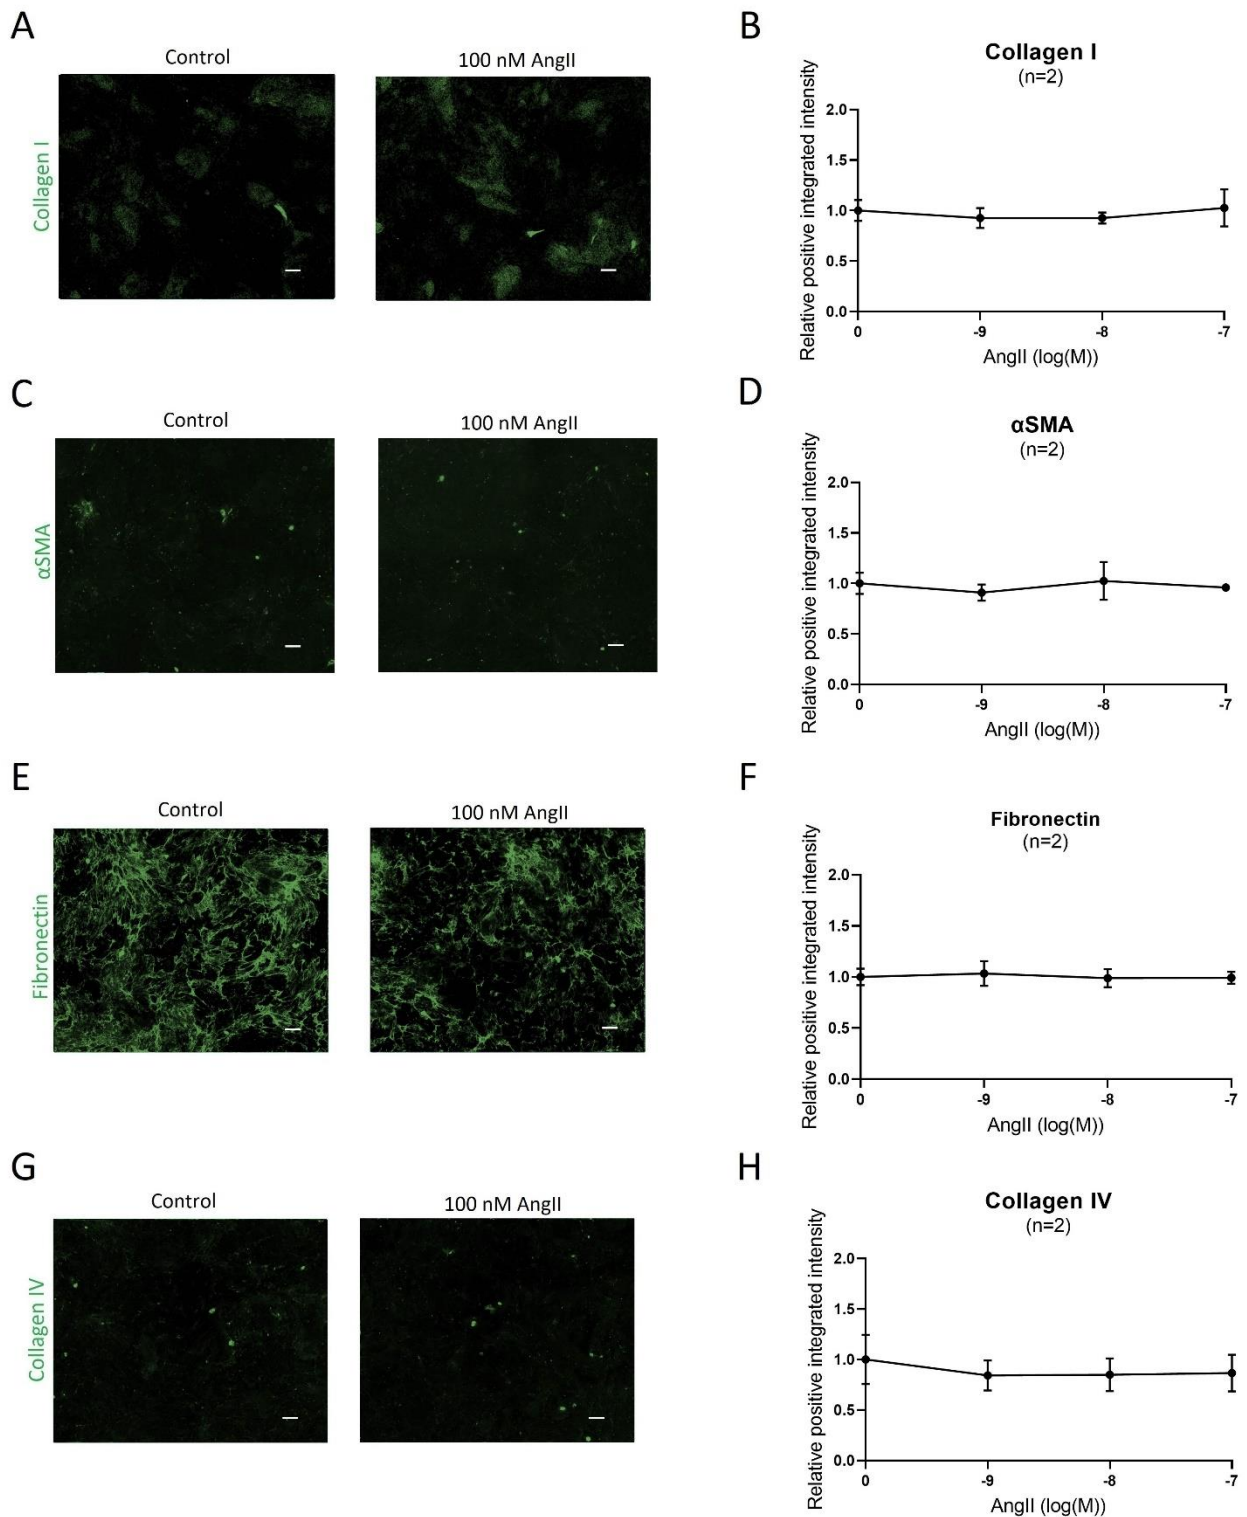 A
Control
100 nM AngII
Collagen I
B
Collagen I
(n=2)
Relative positive integrated intensity
2.0
1.5
1.0
0.5
0.0
0
-9
-8
-7
AngII (log(M))
C
Control
100 nM AngII
αSMA
D
αSMA
(n=2)
Relative positive integrated intensity
2.0
1.5
1.0
0.5
0.0
0
-9
-8
-7
AngII (log(M))
E
Control
100 nM AngII
Fibronectin
F
Fibronectin
(n=2)
Relative positive integrated intensity
2.0
1.5
1.0
0.5
0.0
0
-9
-8
-7
AngII (log(M))
G
Control
100 nM AngII
Collagen IV
H
Collagen IV
(n=2)
Relative positive integrated intensity
2.0
1.5
1.0
0.5
0.0
0
-9
-8
-7
AngII (log(M))